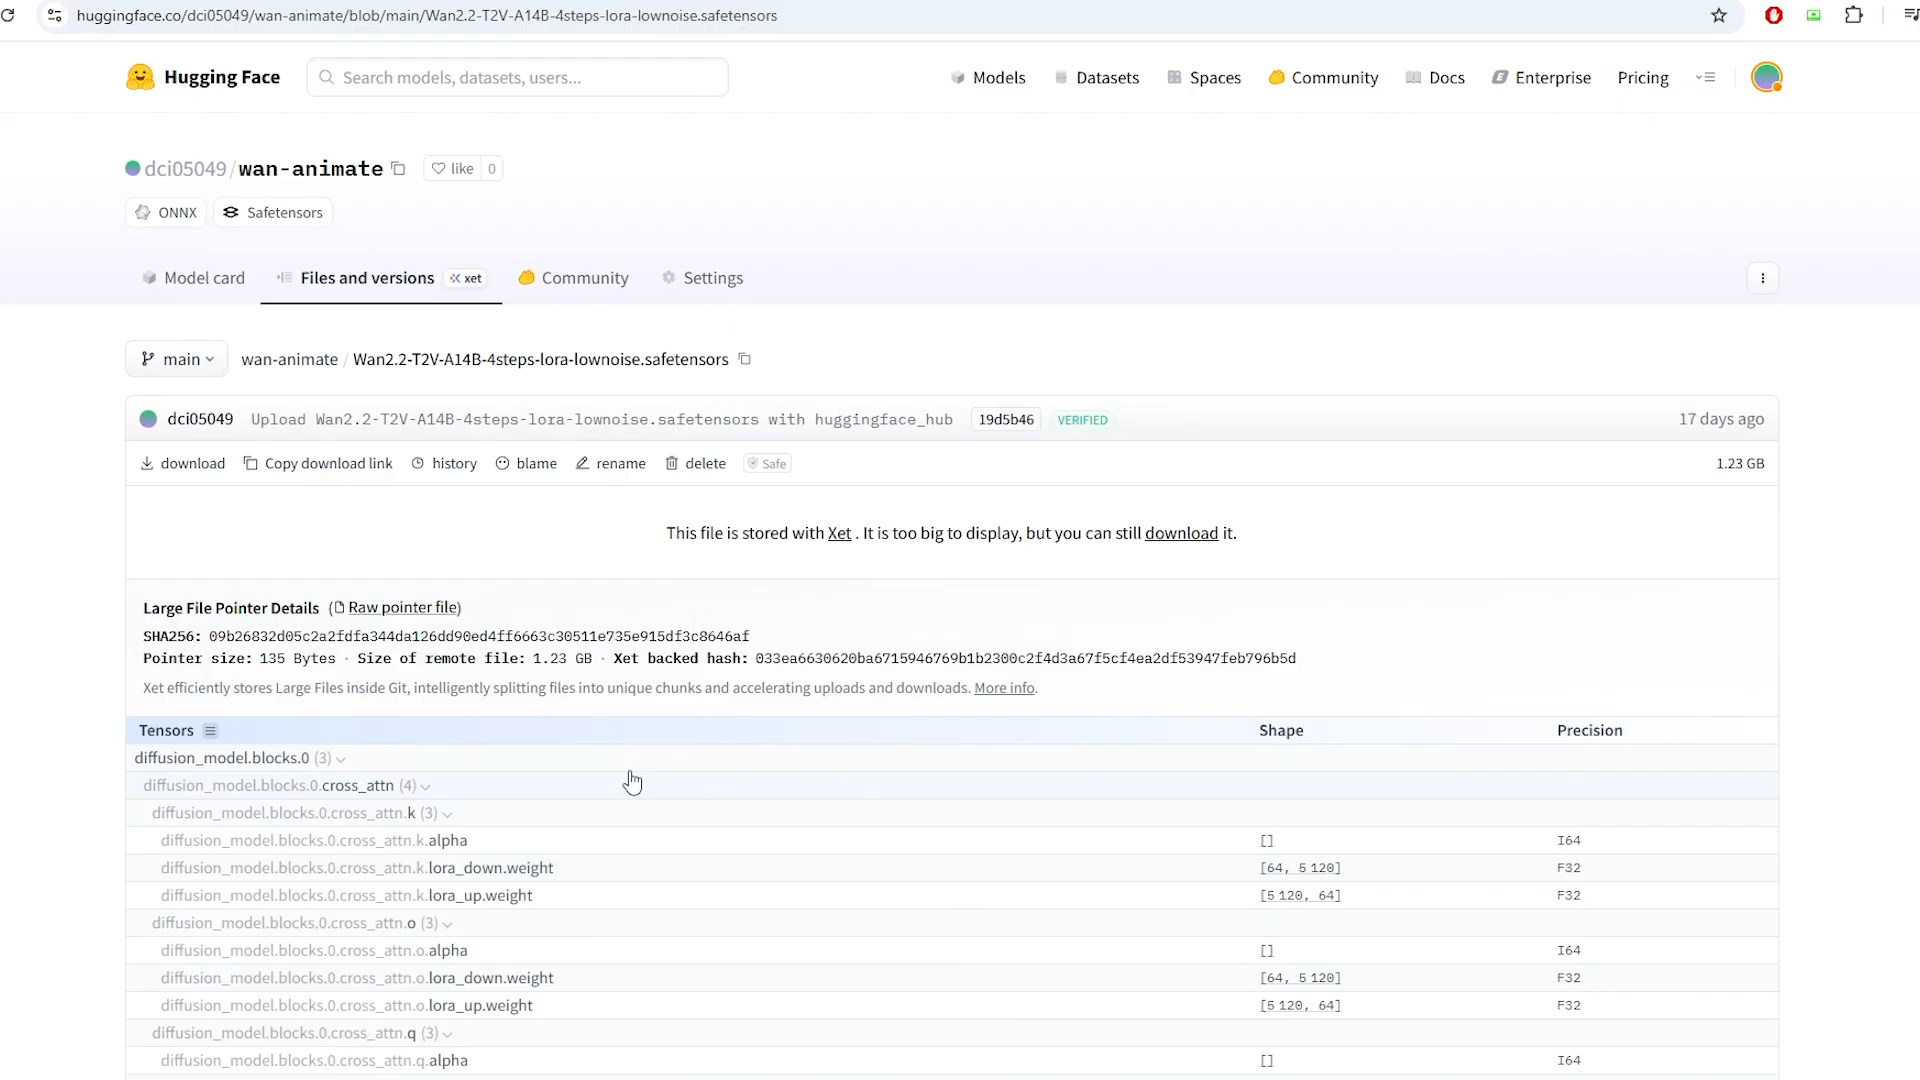 huggingface.co/dci05049/wan-animate/blob/main/Wan2.2-T2V-A14B-4steps-lora-lownoise.safetensors
Hugging Face Search models, datasets, users... Models Datasets Spaces Community Docs Enterprise Pricing
dci05049/wan-animate like 0
ONNX Safetensors
Model card Files and versions xet Community Settings
main wan-animate / Wan2.2-T2V-A14B-4steps-lora-lownoise.safetensors
dci05049 Upload Wan2.2-T2V-A14B-4steps-lora-lownoise.safetensors with huggingface_hub 19d5b46 VERIFIED 17 days ago
download Copy download link history blame rename delete Safe 1.23 GB
This file is stored with Xet . It is too big to display, but you can still download it.
Large File Pointer Details ( Raw pointer file)
SHA256: 09b26832d05c2a2fdfa344da126dd90ed4ff6663c30511e735e915df3c8646af
Pointer size: 135 Bytes · Size of remote file: 1.23 GB · Xet backed hash: 033ea6630620ba6715946769b1b2300c2f4d3a67f5cf4ea2df53947feb796b5d
Xet efficiently stores Large Files inside Git, intelligently splitting files into unique chunks and accelerating uploads and downloads. More info.
Tensors Shape Precision
diffusion_model.blocks.0 (3)
diffusion_model.blocks.0.cross_attn (4)
diffusion_model.blocks.0.cross_attn.k (3)
diffusion_model.blocks.0.cross_attn.k.alpha [] I64
diffusion_model.blocks.0.cross_attn.k.lora_down.weight [64, 5 120] F32
diffusion_model.blocks.0.cross_attn.k.lora_up.weight [5 120, 64] F32
diffusion_model.blocks.0.cross_attn.o (3)
diffusion_model.blocks.0.cross_attn.o.alpha [] I64
diffusion_model.blocks.0.cross_attn.o.lora_down.weight [64, 5 120] F32
diffusion_model.blocks.0.cross_attn.o.lora_up.weight [5 120, 64] F32
diffusion_model.blocks.0.cross_attn.q (3)
diffusion_model.blocks.0.cross_attn.q.alpha [] I64